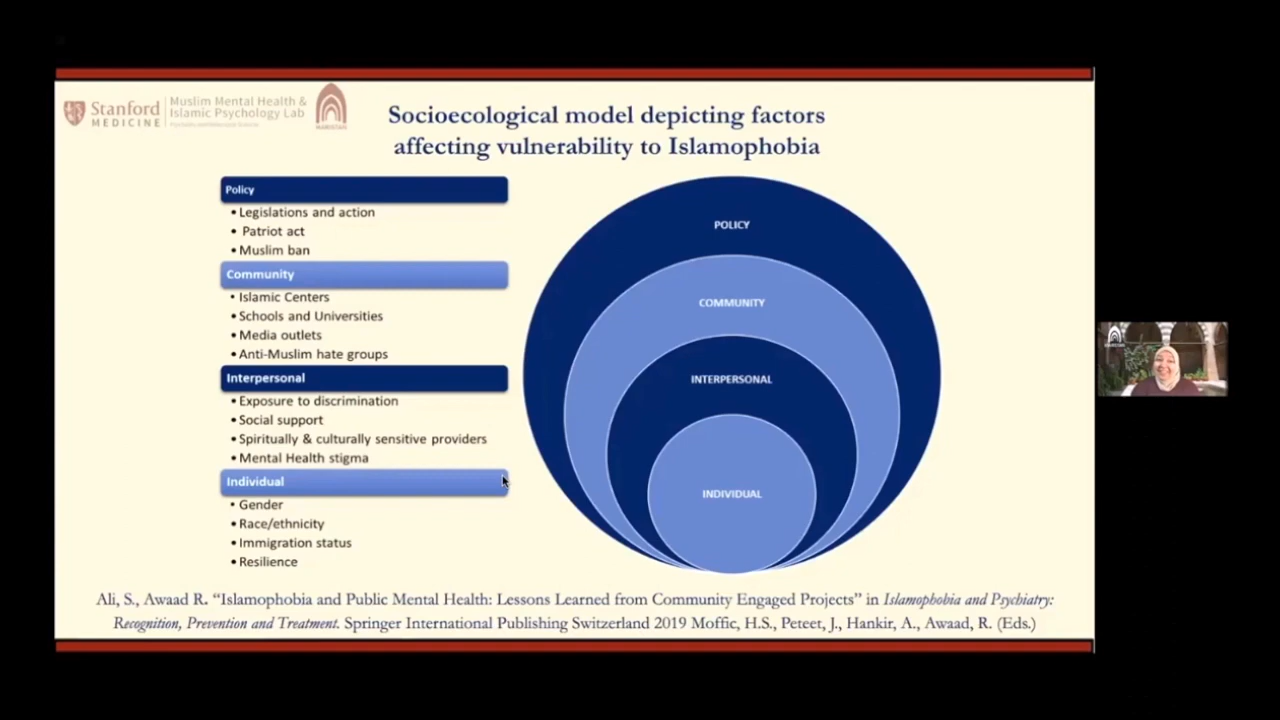 Stanford
MEDICINE
Muslim Mental Health &
Islamic Psychology Lab
MARISTAN
Socioecological model depicting factors
affecting vulnerability to Islamophobia
Policy
• Legislations and action
• Patriot act
• Muslim ban
Community
• Islamic Centers
• Schools and Universities
• Media outlets
• Anti-Muslim hate groups
Interpersonal
• Exposure to discrimination
• Social support
• Spiritually & culturally sensitive providers
• Mental Health stigma
Individual
• Gender
• Race/ethnicity
• Immigration status
• Resilience
POLICY
COMMUNITY
INTERPERSONAL
INDIVIDUAL
Ali, S., Awaad R. “Islamophobia and Public Mental Health: Lessons Learned from Community Engaged Projects” in Islamophobia and Psychiatry:
Recognition, Prevention and Treatment. Springer International Publishing Switzerland 2019 Moffic, H.S., Peteet, J., Hankir, A., Awaad, R. (Eds.)